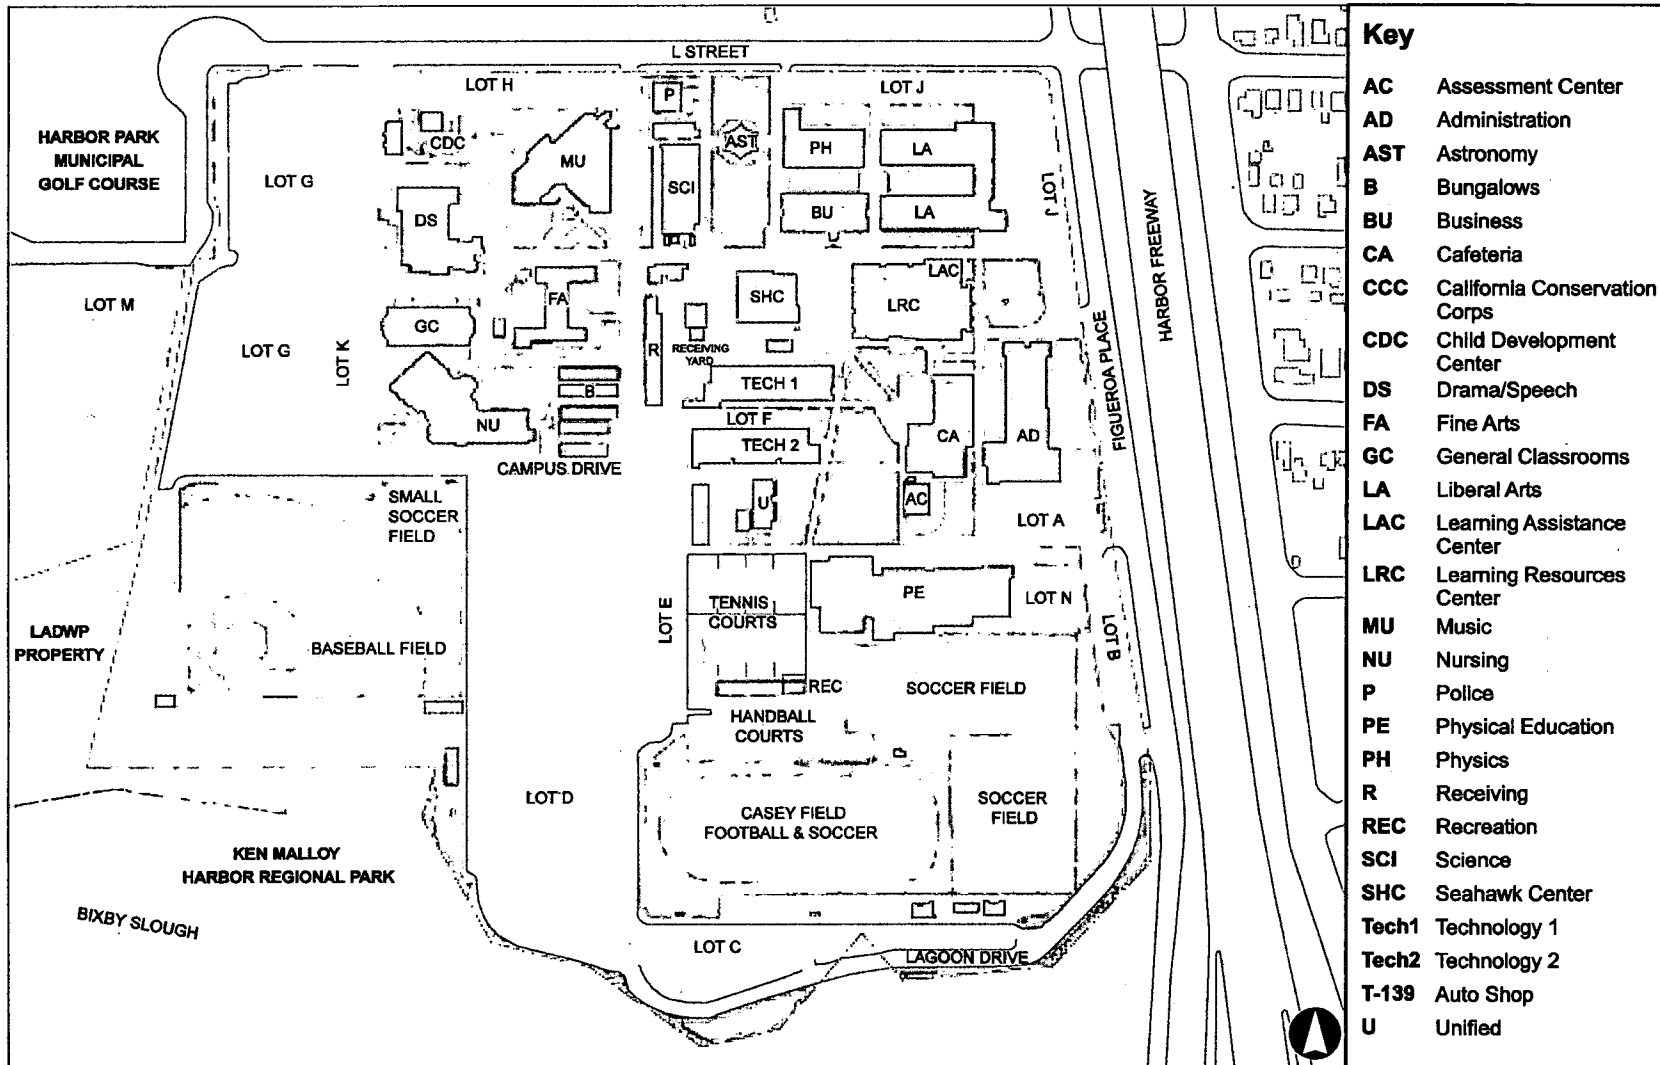 L STREET
LOT H
P
LOT J
HARBOR PARK
MUNICIPAL
GOLF COURSE
CDC
MU
AST
PH
LA
LOT G
SCI
LOT J
DS
BU
LA
HARBOR FREEWAY
LOT M
FA
SHC
LAC
LRC
GC
LOT G
LOT K
R
RECEIVING
YARD
FIGUEROA PLACE
TECH 1
B
NU
LOT F
TECH 2
CA
AD
CAMPUS DRIVE
SMALL
SOCCER
FIELD
U
AC
LOT A
PE
LOT N
LOT E
TENNIS
COURTS
LOT B
LADWP
PROPERTY
BASEBALL FIELD
REC
SOCCER FIELD
HANDBALL
COURTS
LOT D
CASEY FIELD
FOOTBALL & SOCCER
SOCCER
FIELD
KEN MALLOY
HARBOR REGIONAL PARK
BIXBY SLOUGH
LOT C
LAGOON DRIVE
Key
AC Assessment Center
AD Administration
AST Astronomy
B Bungalows
BU Business
CA Cafeteria
CCC California Conservation
Corps
CDC Child Development
Center
DS Drama/Speech
FA Fine Arts
GC General Classrooms
LA Liberal Arts
LAC Learning Assistance
Center
LRC Learning Resources
Center
MU Music
NU Nursing
P Police
PE Physical Education
PH Physics
R Receiving
REC Recreation
SCI Science
SHC Seahawk Center
Tech1 Technology 1
Tech2 Technology 2
T-139 Auto Shop
U Unified